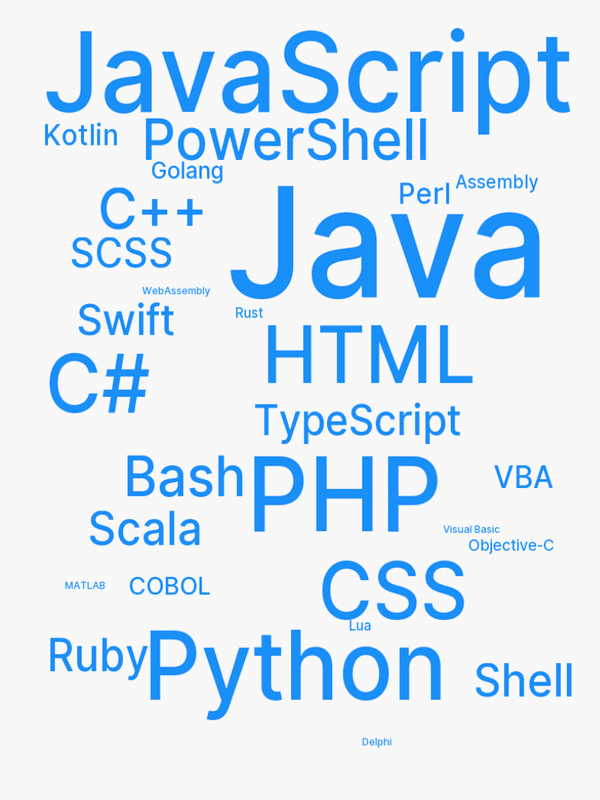 JavaScript
Kotlin
PowerShell
Golang
Perl
Assembly
C++
Java
SCSS
WebAssembly
Swift
Rust
HTML
C#
TypeScript
Bash
PHP
VBA
Scala
Visual Basic
Objective-C
MATLAB
COBOL
CSS
Lua
Ruby
Python
Shell
Delphi